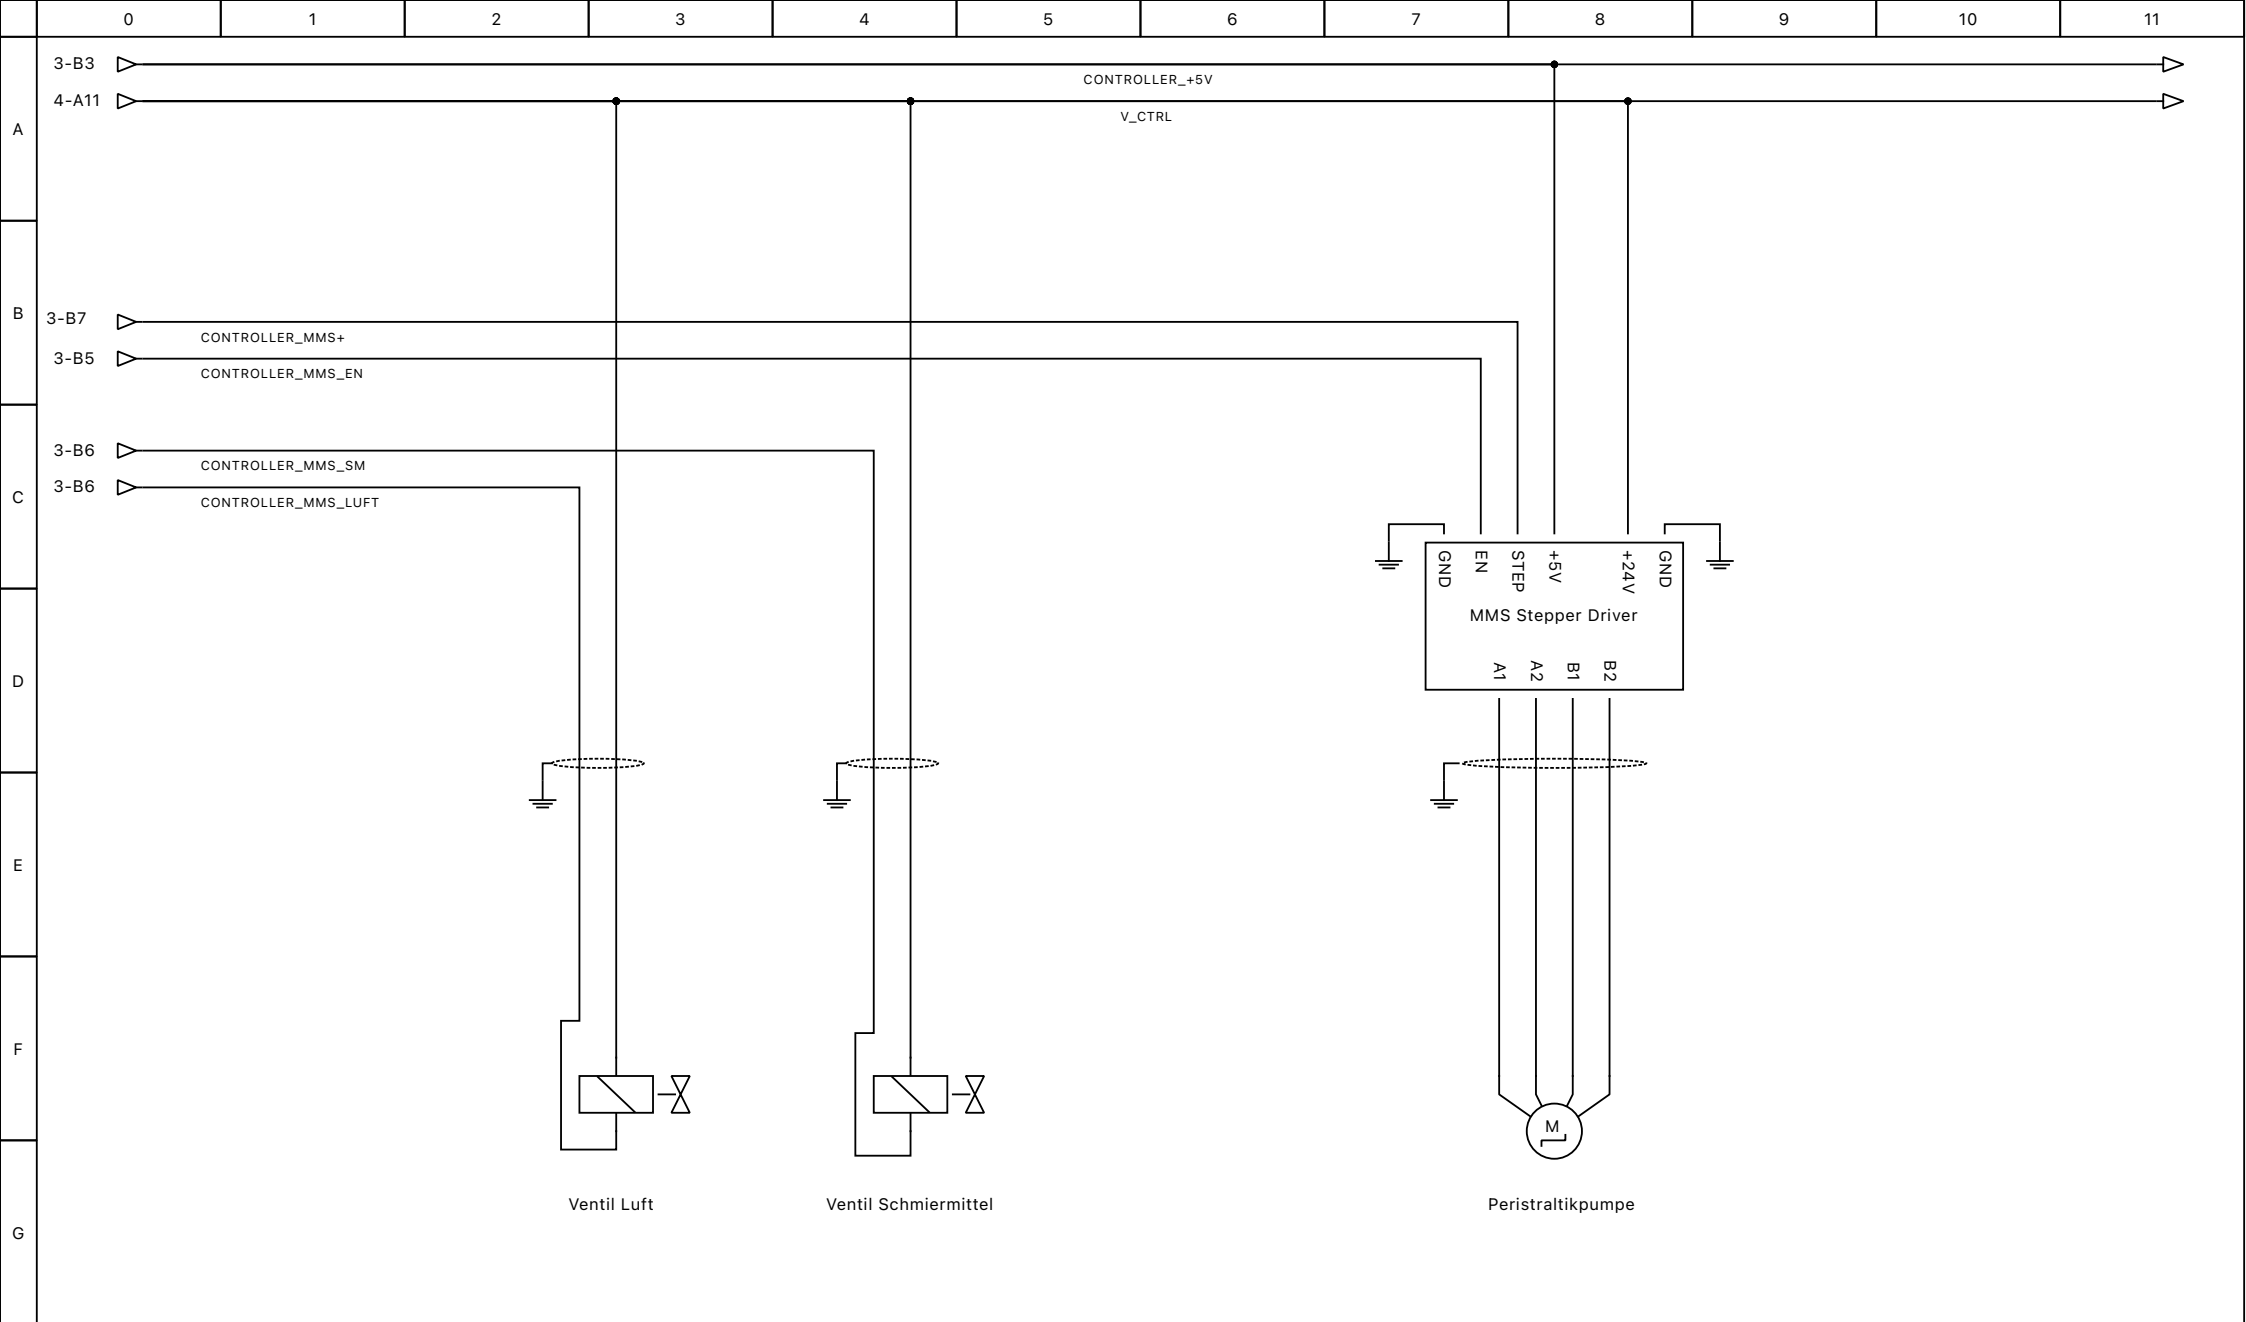 0 1 2 3 4 5 6 7 8 9 10 11
3-B3
CONTROLLER_+5V
4-A11
V_CTRL
A
B
3-B7
CONTROLLER_MMS+
3-B5
CONTROLLER_MMS_EN
3-B6
CONTROLLER_MMS_SM
3-B6
C
CONTROLLER_MMS_LUFT
GND EN STEP +5V +24V GND
MMS Stepper Driver
A1 A2 B1 B2
D
E
F
M
Ventil Luft
Ventil Schmiermittel
Peristraltikpumpe
G